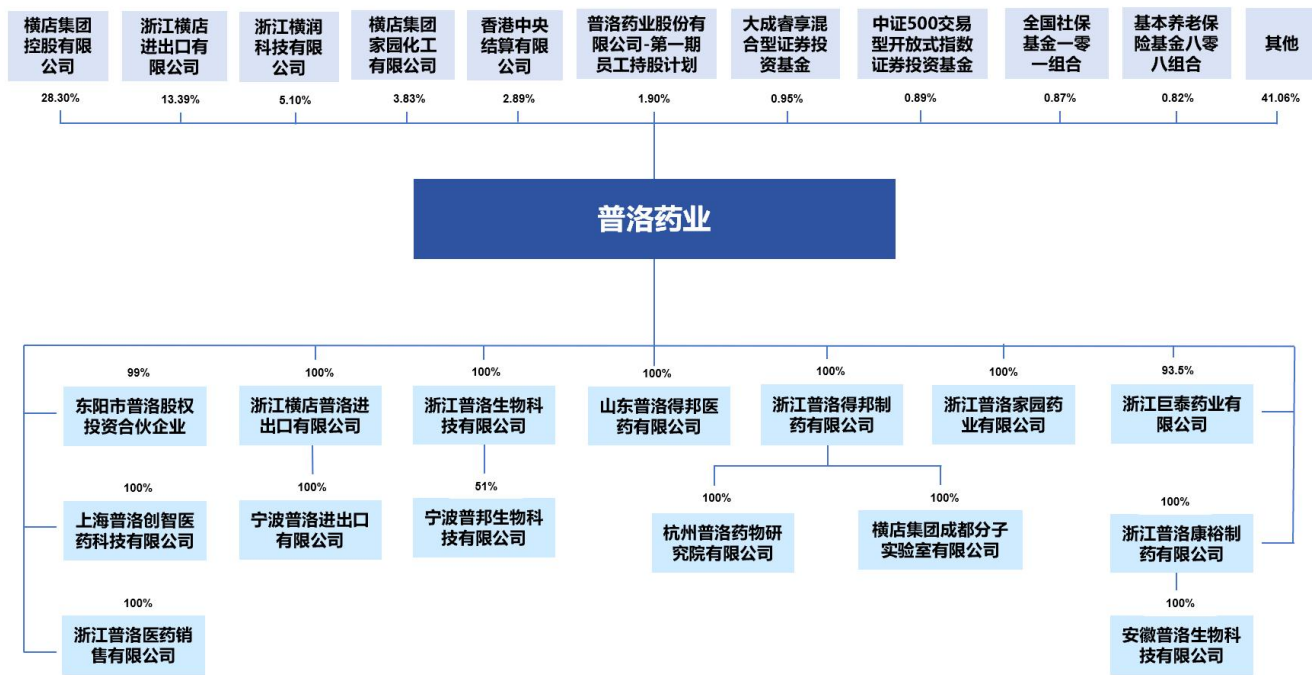 横店集团
控股有限
公司
浙江横店
进出口有
限公司
浙江横润
科技有限
公司
横店集团
家园化工
有限公司
香港中央
结算有限
公司
普洛药业股份有
限公司-第一期
员工持股计划
大成睿享混
合型证券投
资基金
中证500交易
型开放式指数
证券投资基金
全国社保
基金一零
一组合
基本养老保
险基金八零
八组合
其他
28.30%
13.39%
5.10%
3.83%
2.89%
1.90%
0.95%
0.89%
0.87%
0.82%
41.06%
普洛药业
99%
100%
100%
100%
100%
100%
93.5%
东阳市普洛股权
投资合伙企业
浙江横店普洛进
出口有限公司
浙江普洛生物科
技有限公司
山东普洛得邦医
药有限公司
浙江普洛得邦制
药有限公司
浙江普洛家园药
业有限公司
浙江巨泰药业有
限公司
100%
100%
51%
100%
100%
100%
上海普洛创智医
药科技有限公司
宁波普洛进出口
有限公司
宁波普邦生物科
技有限公司
杭州普洛药物研
究院有限公司
横店集团成都分子
实验室有限公司
浙江普洛康裕制
药有限公司
100%
100%
浙江普洛医药销
售有限公司
安徽普洛生物科
技有限公司